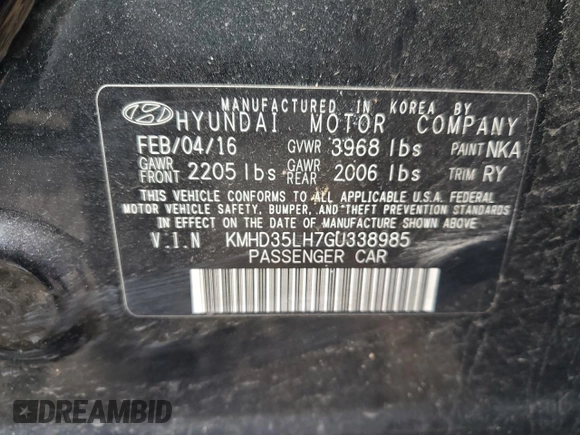 MANUFACTURED IN KOREA BY
HYUNDAI MOTOR COMPANY
FEB/04/16 GVWR 3968 lbs PAINT NKA
GAWR FRONT 2205 lbs GAWR REAR 2006 lbs TRIM RY
THIS VEHICLE CONFORMS TO ALL APPLICABLE U.S.A. FEDERAL
MOTOR VEHICLE SAFETY, BUMPER, AND THEFT PREVENTION STANDARDS
IN EFFECT ON THE DATE OF MANUFACTURE SHOWN ABOVE.
V.I.N KMHD35LH7GU338985
PASSENGER CAR
DREAMBID